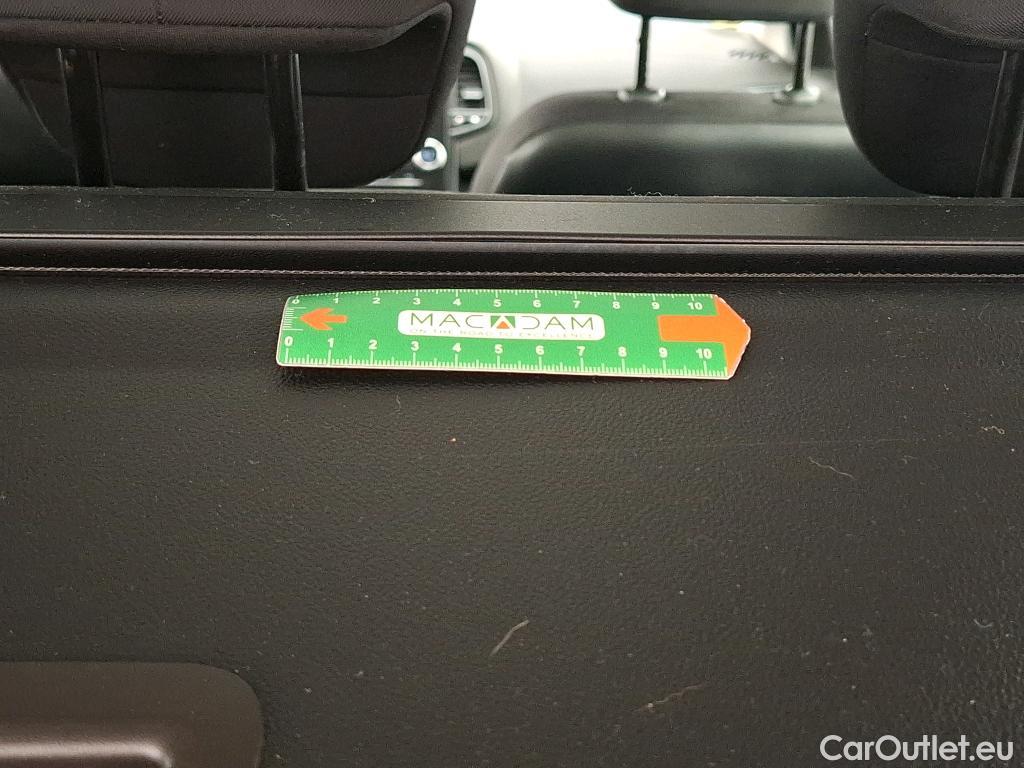 0 1 2 3 4 5 6 7 8 9 10
MACADAM
ON THE ROAD TO EXCELLENCE
0 1 2 3 4 5 6 7 8 9 10
CarOutlet.eu